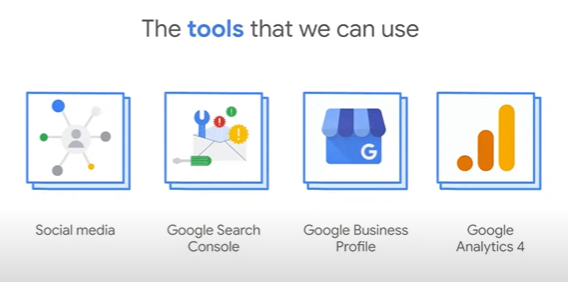 The tools that we can use
G
Social media
Google Search
Console
Google Business
Profile
Google
Analytics 4